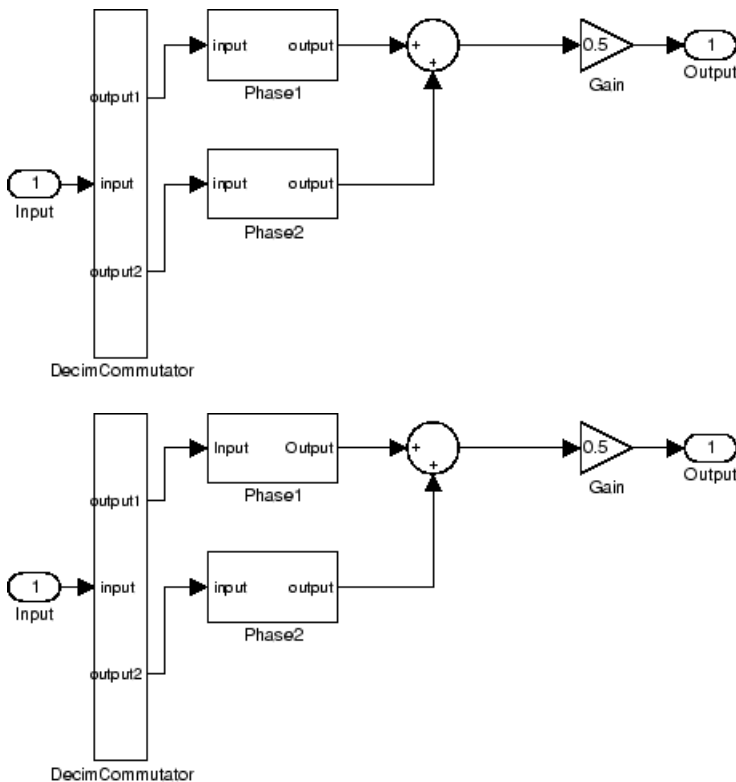 input output
+
+
0.5
1
Output
Gain
Phase1
output1
1
input
Input
input output
Phase2
output2
DecimCommutator
Input Output
+
+
0.5
1
Output
Gain
Phase1
output1
1
input
Input
input output
Phase2
output2
DecimCommutator